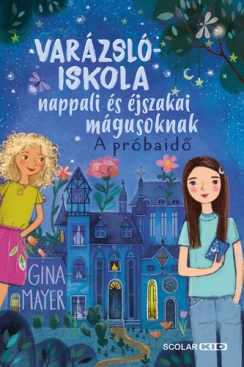 VARÁZSLÓ-
ISKOLA
nappali és éjszakai
mágusoknak
A próbaidő
GINA
MAYER
SCOLAR KID